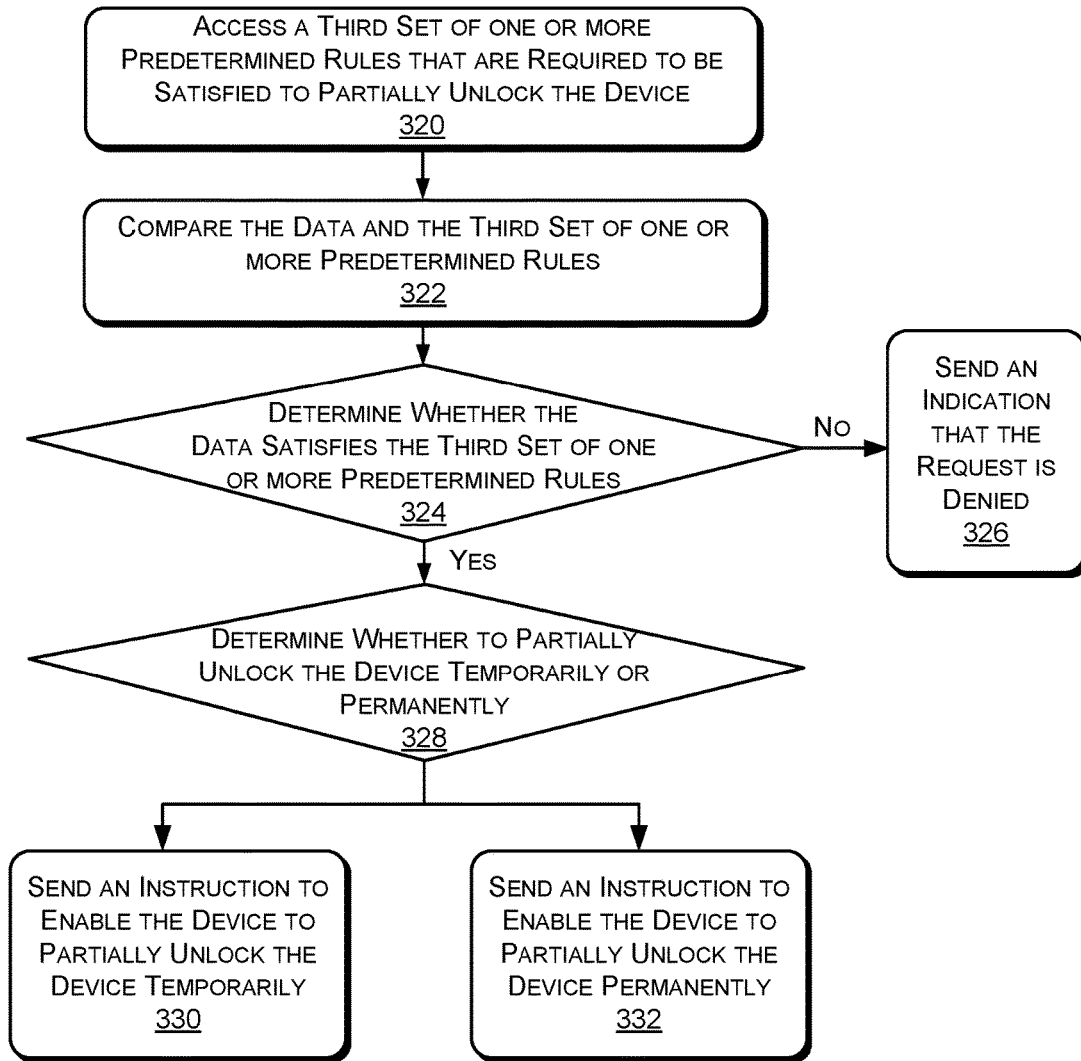 Access a Third Set of one or more
Predetermined Rules that are Required to be
Satisfied to Partially Unlock the Device
320
Compare the Data and the Third Set of one or
more Predetermined Rules
322
Determine Whether the
Data Satisfies the Third Set of one
or more Predetermined Rules
324
No
Send an
Indication
that the
Request is
Denied
326
Yes
Determine Whether to Partially
Unlock the Device Temporarily or
Permanently
328
Send an Instruction to
Enable the Device to
Partially Unlock the
Device Temporarily
330
Send an Instruction to
Enable the Device to
Partially Unlock the
Device Permanently
332